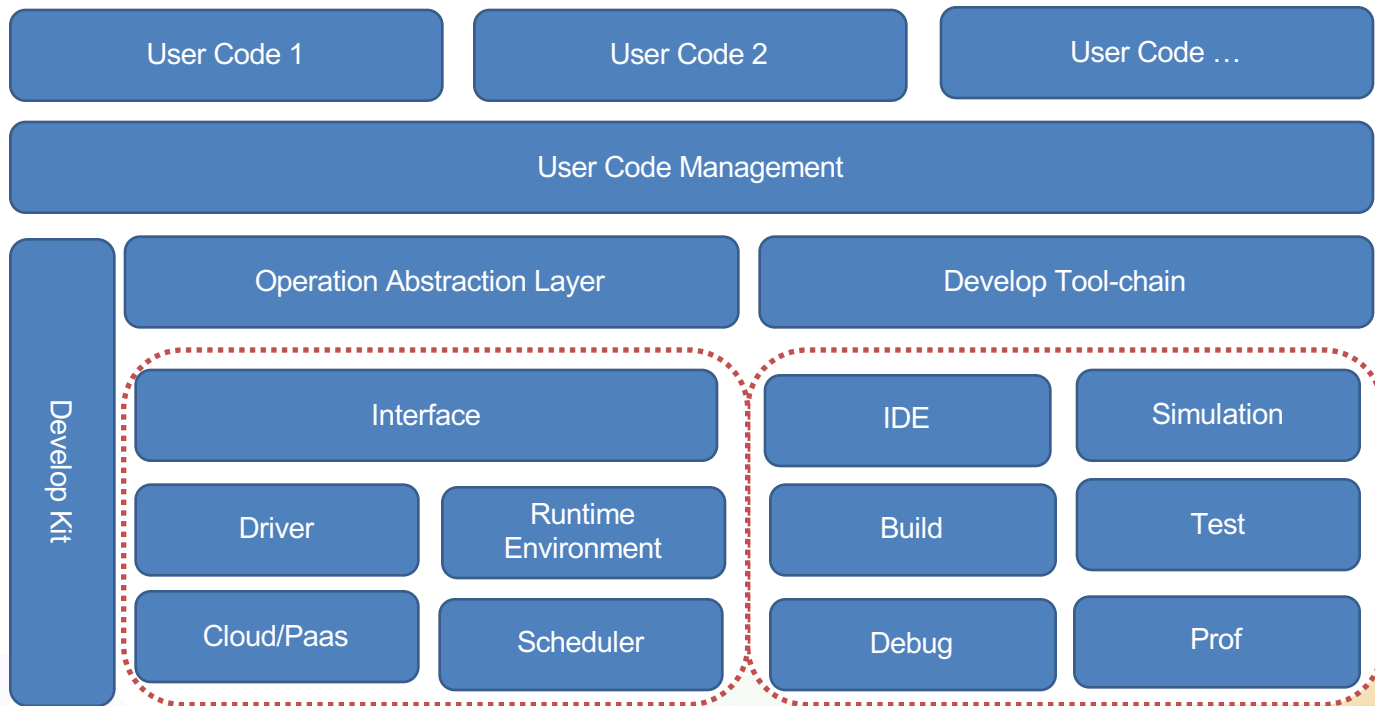 User Code 1
User Code 2
User Code …
User Code Management
Develop Kit
Operation Abstraction Layer
Develop Tool-chain
Interface
IDE
Simulation
Driver
Runtime
Environment
Build
Test
Cloud/Paas
Scheduler
Debug
Prof